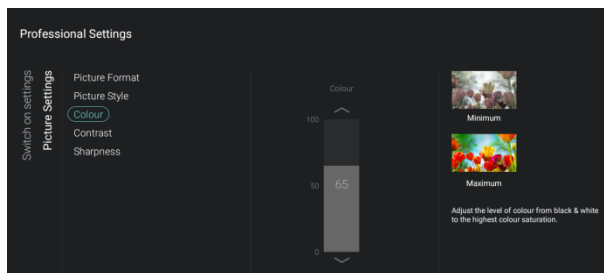 Professional Settings
Switch on settings
Picture Settings
Picture Format
Picture Style
Colour
Contrast
Sharpness
Colour
100
50
65
0
Minimum
Maximum
Adjust the level of colour from black & white
to the highest colour saturation.